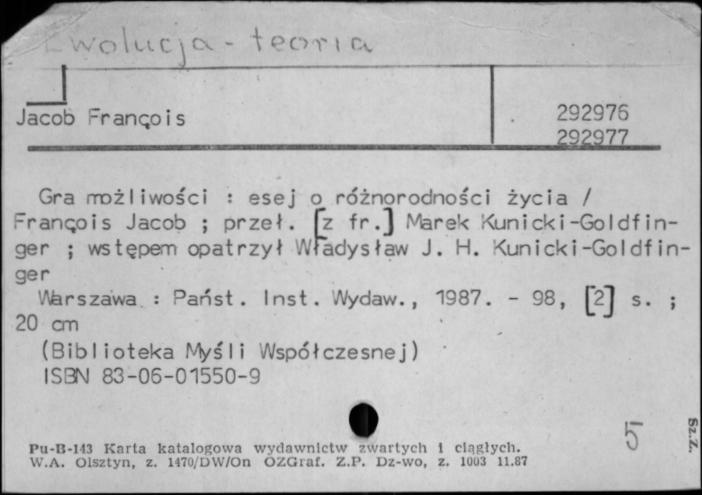 Ewolucja - teoria
Jacob François 292976
292977
Gra możliwości : esej o różnorodności życia /
François Jacob ; przeł. [z fr.] Marek Kunicki-Goldfin-
ger ; wstępem opatrzył Władysław J. H. Kunicki-Goldfin-
ger
Warszawa : Państ. Inst. Wydaw., 1987. - 98, [2] s. ;
20 cm
(Biblioteka Myśli Współczesnej)
ISBN 83-06-01550-9
5
Sz.Z.
Pu-B-143 Karta katalogowa wydawnictw zwartych i ciągłych.
W.A. Olsztyn, z. 1470/DW/On OZGraf. Z.P. Dz-wo, z. 1003 11.87